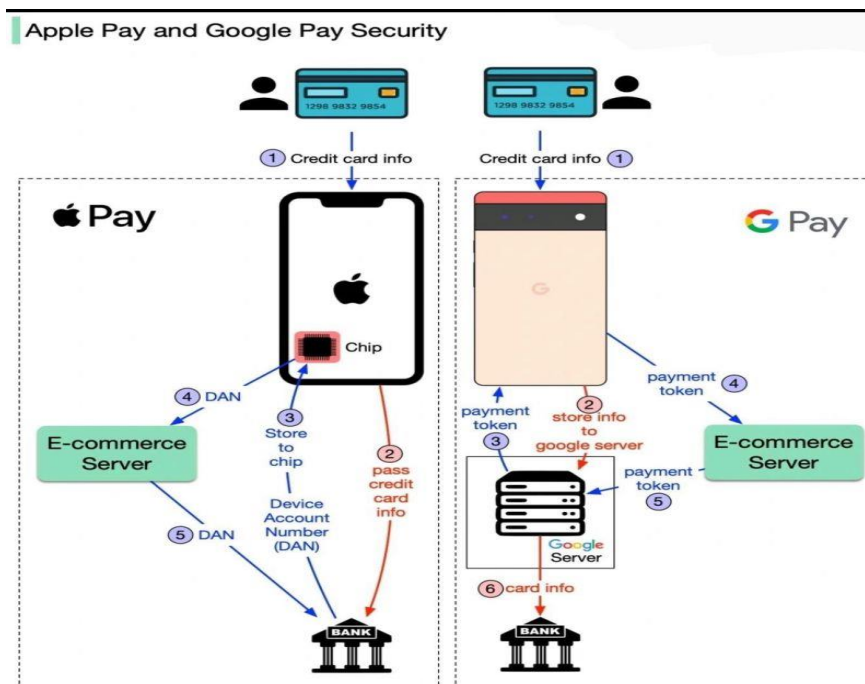 Apple Pay and Google Pay Security
1298 9832 9854
1298 9832 9854
1 Credit card info
Credit card info 1
Pay
G Pay
G
Chip
4 DAN
3
Store
to
chip
2
pass
credit
card
info
E-commerce
Server
Device
Account
Number
(DAN)
5 DAN
BANK
payment
token
4
payment
token
3
2
store info
to
google server
E-commerce
Server
payment
token
5
Google
Server
6 card info
BANK